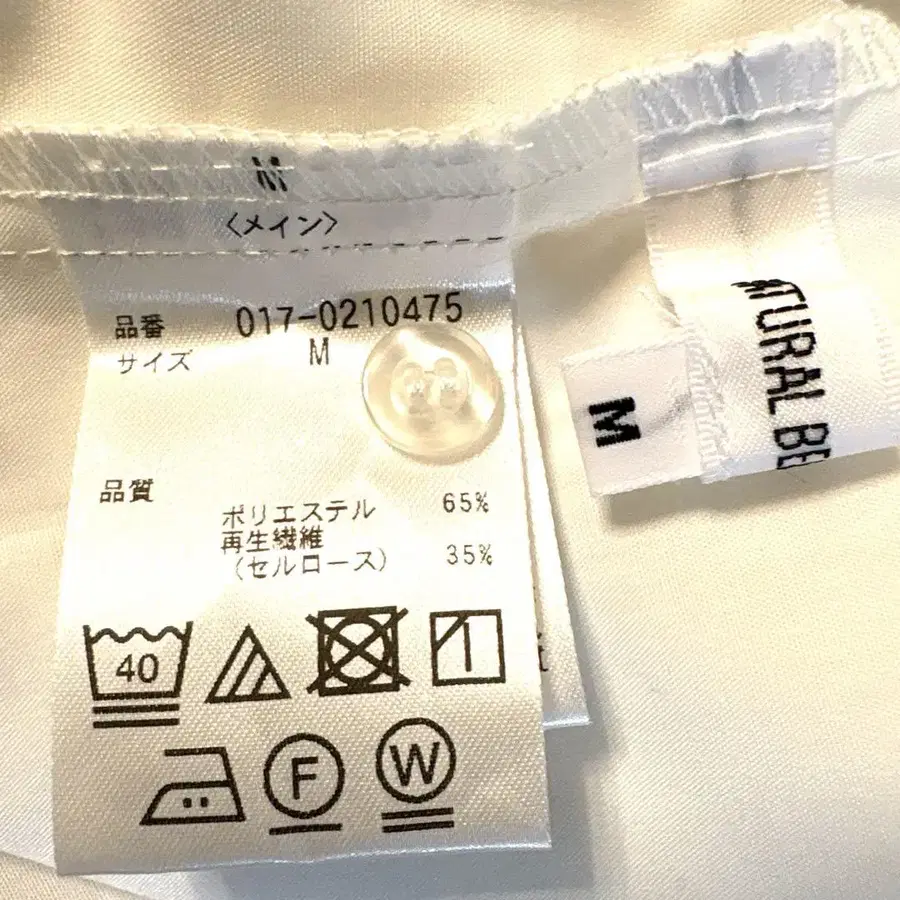 M
〈メイン〉
品番 017-0210475
サイズ M
品質
ポリエステル 65%
再生繊維
（セルロース） 35%
40
F
W
M
ATURAL BE